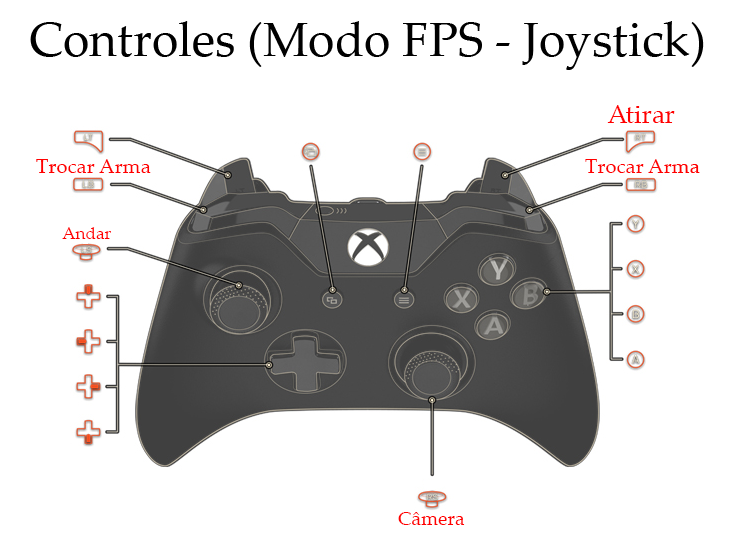 Controles (Modo FPS - Joystick)
Atirar
LT
RT
Trocar Arma
Trocar Arma
LB
RB
Andar
LS
Y
X
B
A
Y
X
B
A
RS
Câmera